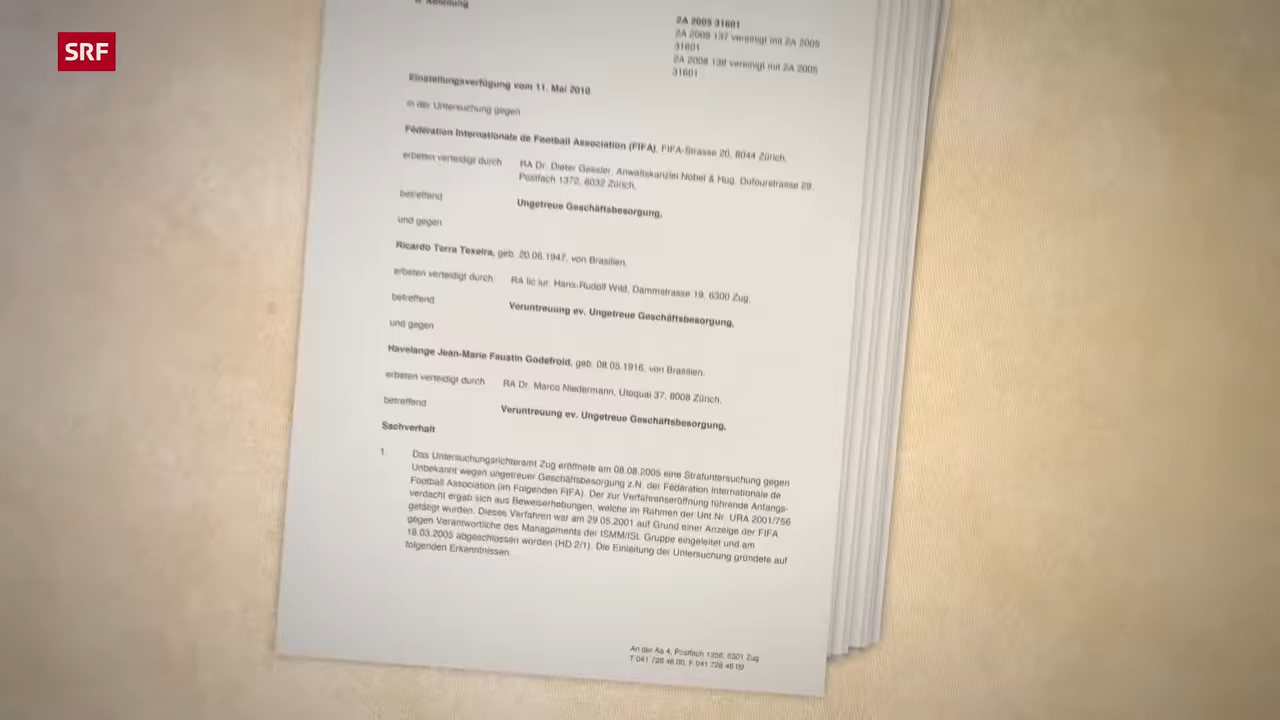 SRF
Abteilung
2A 2005 31601
2A 2008 137 vereinigt mit 2A 2005
31601
2A 2008 138 vereinigt mit 2A 2005
31601
Einstellungsverfügung vom 11. Mai 2010
in der Untersuchung gegen
Fédération Internationale de Football Association (FIFA), FIFA-Strasse 20, 8044 Zürich,
erbeten verteidigt durch RA Dr. Dieter Gessler, Anwaltskanzlei Nobel & Hug, Dufourstrasse 29,
Postfach 1372, 8032 Zürich,
betreffend Ungetreue Geschäftsbesorgung,
und gegen
Ricardo Terra Texeira, geb. 20.06.1947, von Brasilien,
erbeten verteidigt durch: RA lic.iur. Hans-Rudolf Wild, Dammstrasse 19, 6300 Zug,
betreffend Veruntreuung ev. Ungetreue Geschäftsbesorgung,
und gegen
Havelange Jean-Marie Faustin Godefroid, geb. 08.05.1916, von Brasilien,
erbeten verteidigt durch RA Dr. Marco Niedermann, Utoquai 37, 8008 Zürich,
betreffend Veruntreuung ev. Ungetreue Geschäftsbesorgung,
Sachverhalt
1. Das Untersuchungsrichteramt Zug eröffnete am 08.08.2005 eine Strafuntersuchung gegen
Unbekannt wegen ungetreuer Geschäftsbesorgung z.N. der Fédération Internationale de
Football Association (im Folgenden FIFA). Der zur Verfahrenseröffnung führende Anfangs-
verdacht ergab sich aus Beweiserhebungen, welche im Rahmen der Unt.Nr. URA 2001/756
getätigt wurden. Dieses Verfahren war am 29.05.2001 auf Grund einer Anzeige der FIFA
gegen Verantwortliche des Managements der ISMM/ISL Gruppe eingeleitet und am
18.03.2005 abgeschlossen worden (HD 2/1). Die Einleitung der Untersuchung gründete auf
folgenden Erkenntnissen.
An der Aa 4, Postfach 1356, 6301 Zug
T 041 728 46 00, F 041 728 46 09